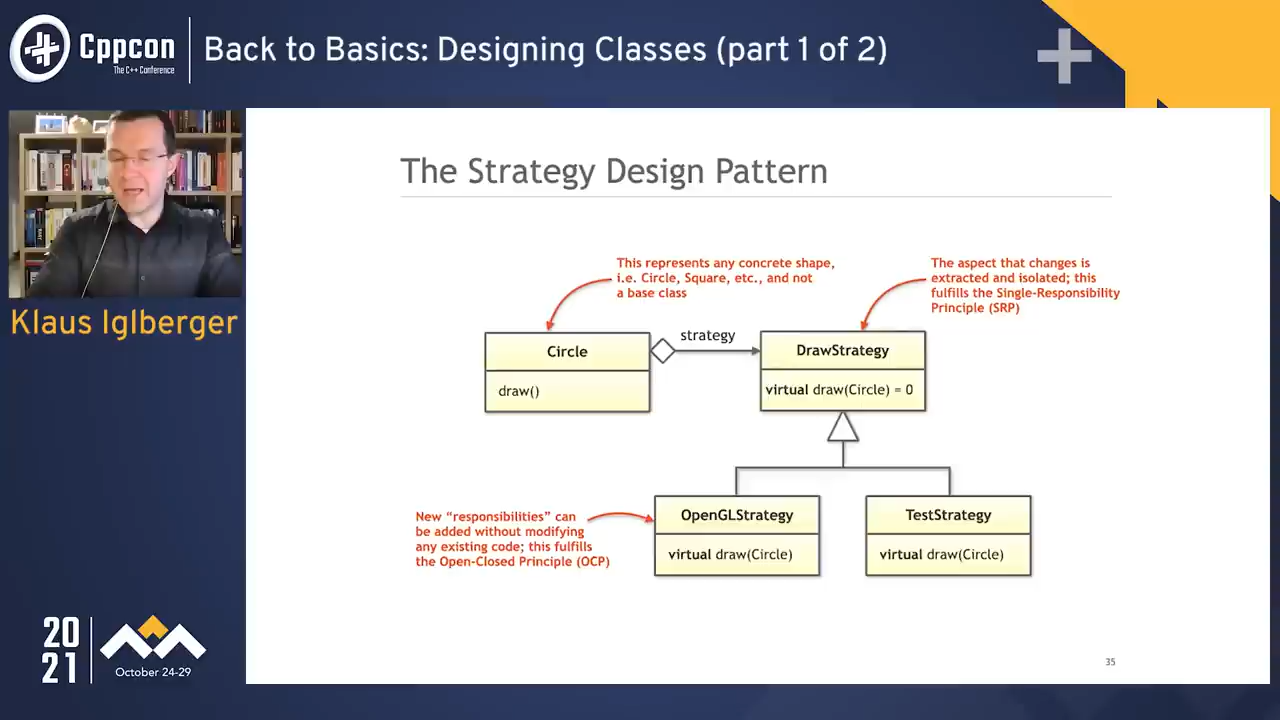 Cppcon
The C++ Conference
Back to Basics: Designing Classes (part 1 of 2)
Klaus Iglberger
The Strategy Design Pattern
This represents any concrete shape,
i.e. Circle, Square, etc., and not
a base class
The aspect that changes is
extracted and isolated; this
fulfills the Single-Responsibility
Principle (SRP)
Circle
draw()
strategy
DrawStrategy
virtual draw(Circle) = 0
New “responsibilities” can
be added without modifying
any existing code; this fulfills
the Open-Closed Principle (OCP)
OpenGLStrategy
virtual draw(Circle)
TestStrategy
virtual draw(Circle)
35
20
21
October 24-29